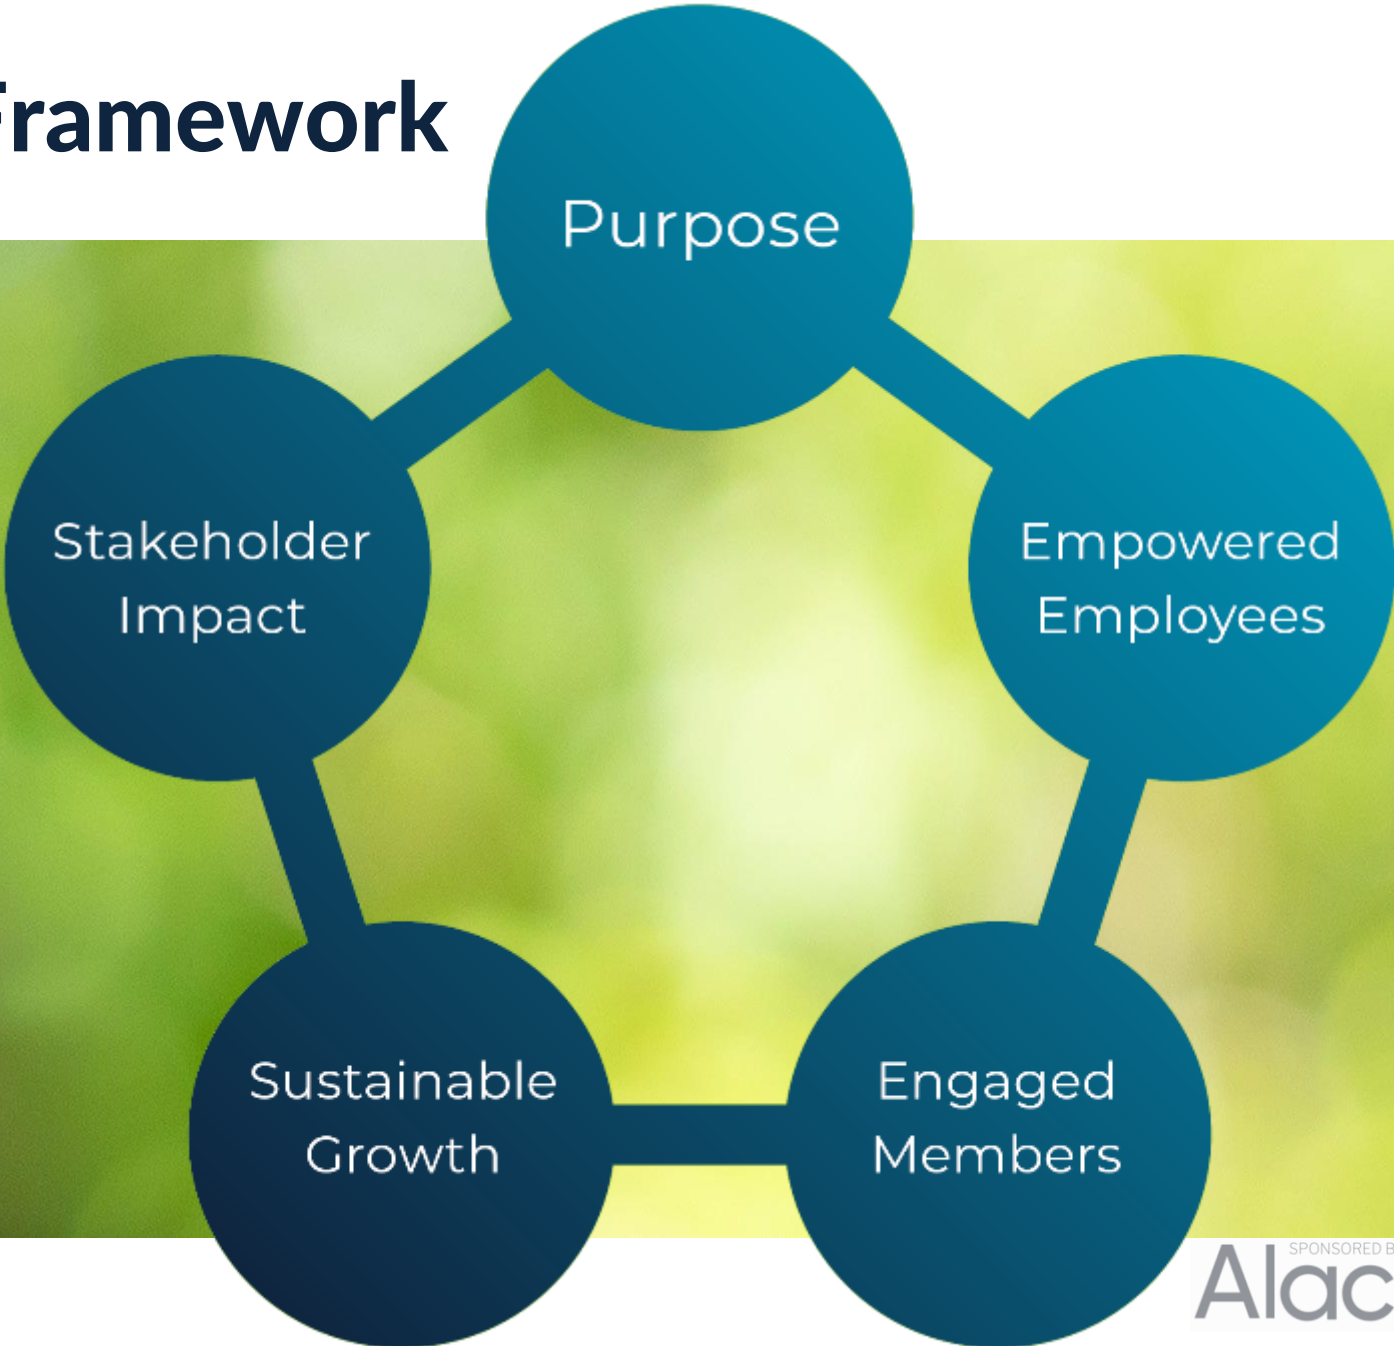 Framework
Purpose
Stakeholder
Impact
Empowered
Employees
Sustainable
Growth
Engaged
Members
SPONSORED B
Alac